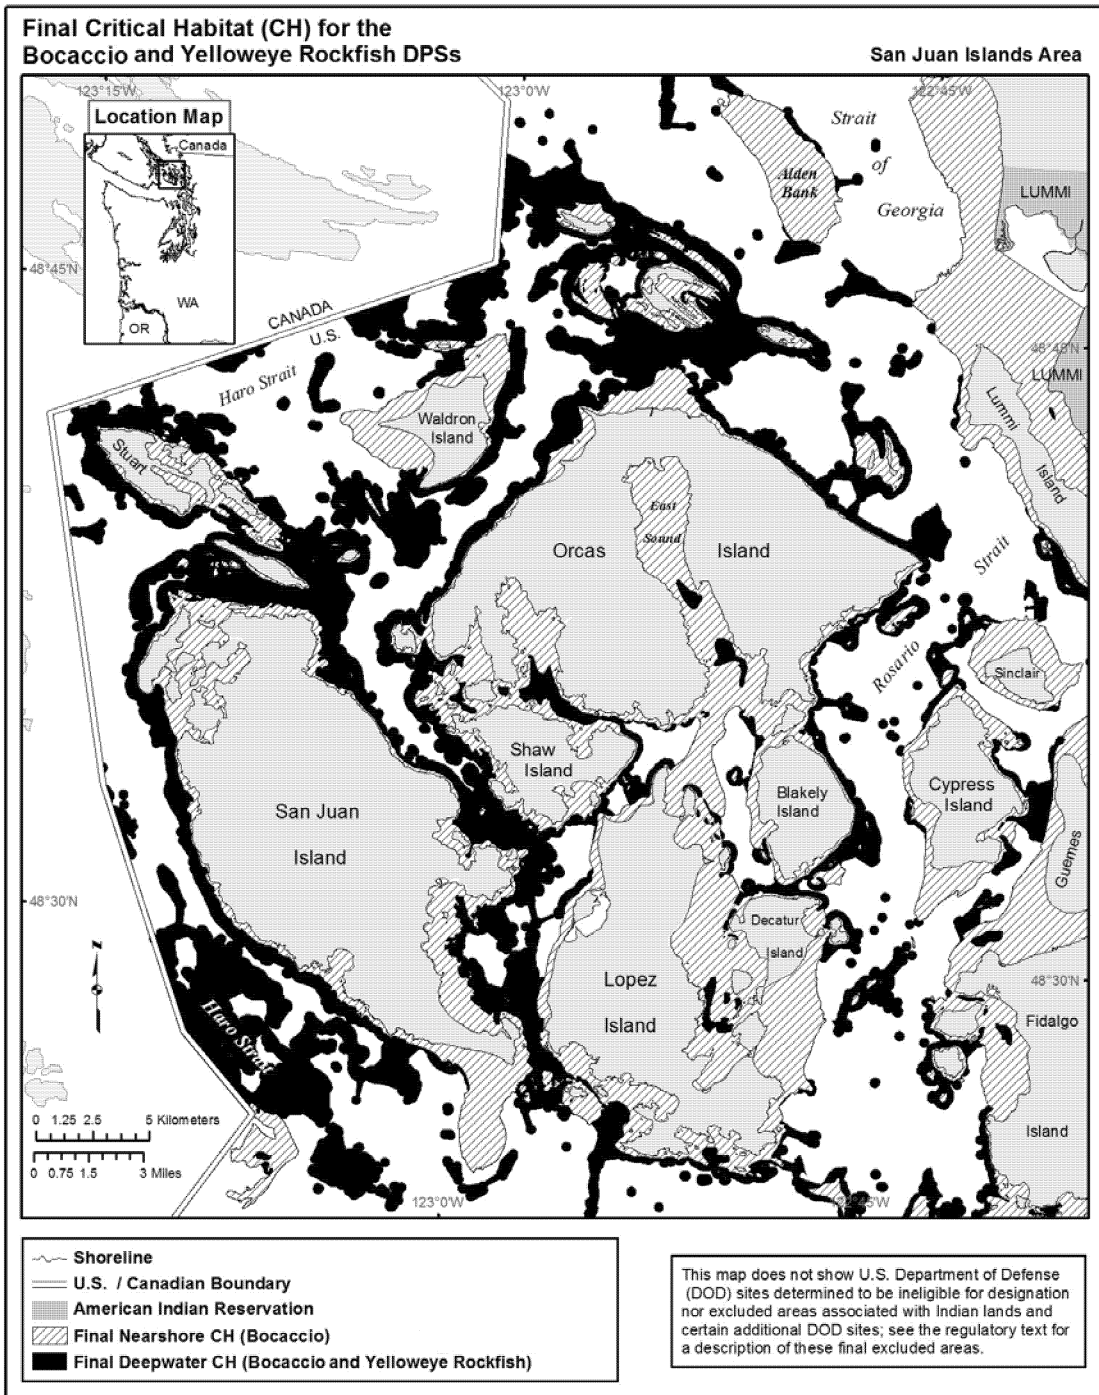 Final Critical Habitat (CH) for the
Bocaccio and Yelloweye Rockfish DPSs
San Juan Islands Area
123°15'W
123°0'W
122°45'W
Location Map
Canada
WA
OR
Strait
of
Georgia
Alden
Bank
LUMMI
48°45'N
CANADA
U.S.
Haro Strait
48°45'N
LUMMI
Waldron
Island
Lummi
Island
Stuart
East
Sound
Orcas
Island
Strait
Rosario
Sinclair
Shaw
Island
San Juan
Island
Blakely
Island
Cypress
Island
Guemes
48°30'N
Decatur
Island
N
Lopez
Island
48°30'N
Haro Strait
Fidalgo
Island
0 1.25 2.5 5 Kilometers
0 0.75 1.5 3 Miles
123°0'W
122°45'W
Shoreline
U.S. / Canadian Boundary
American Indian Reservation
Final Nearshore CH (Bocaccio)
Final Deepwater CH (Bocaccio and Yelloweye Rockfish)
This map does not show U.S. Department of Defense
(DOD) sites determined to be ineligible for designation
nor excluded areas associated with Indian lands and
certain additional DOD sites; see the regulatory text for
a description of these final excluded areas.